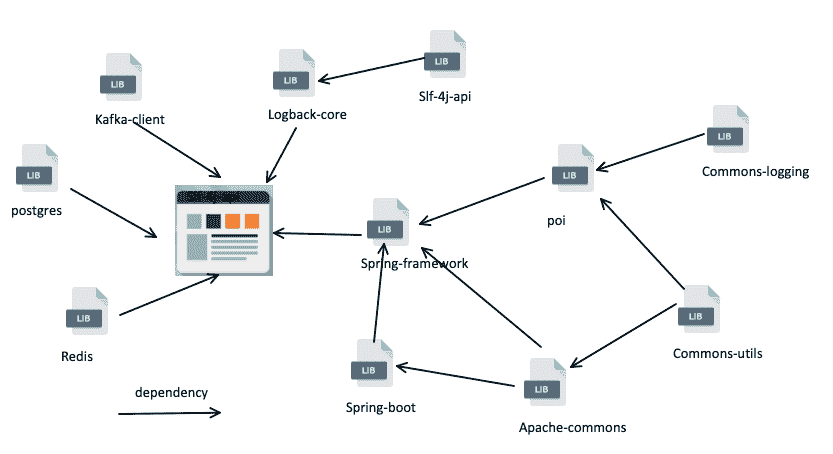 LIB
Slf-4j-api
LIB
Kafka-client
LIB
Logback-core
LIB
Commons-logging
LIB
postgres
LIB
poi
LIB
Spring-framework
LIB
Redis
LIB
Commons-utils
LIB
Spring-boot
LIB
Apache-commons
dependency